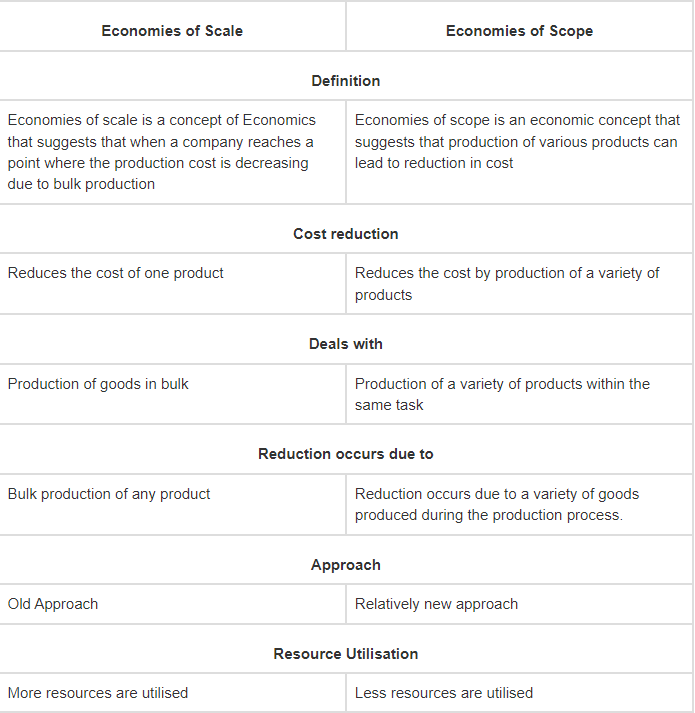 Economies of Scale
Economies of Scope
Definition
Economies of scale is a concept of Economics
that suggests that when a company reaches a
point where the production cost is decreasing
due to bulk production
Economies of scope is an economic concept that
suggests that production of various products can
lead to reduction in cost
Cost reduction
Reduces the cost of one product
Reduces the cost by production of a variety of
products
Deals with
Production of goods in bulk
Production of a variety of products within the
same task
Reduction occurs due to
Bulk production of any product
Reduction occurs due to a variety of goods
produced during the production process.
Approach
Old Approach
Relatively new approach
Resource Utilisation
More resources are utilised
Less resources are utilised